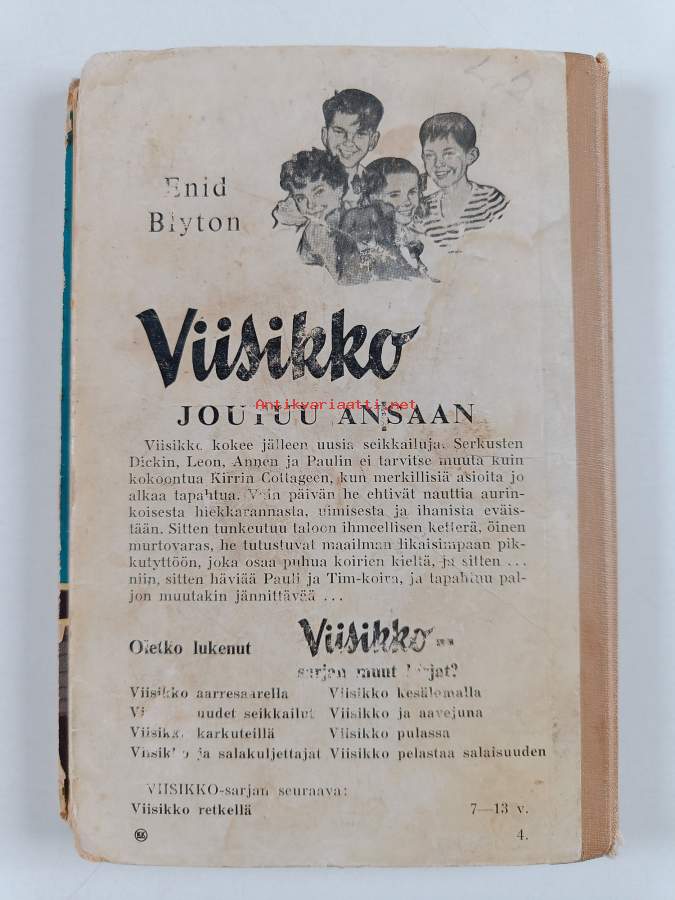 Enid
Blyton
Viisikko
Antikvariaatti.net
JOUTUU ANSAAN
Viisikko kokee jälleen uusia seikkailuja. Serkusten
Dickin, Leon, Annen ja Paulin ei tarvitse muuta kuin
kokoontua Kirrin Cottageen, kun merkillisiä asioita jo
alkaa tapahtua. Vain päivän he ehtivät nauttia aurin-
koisesta hiekkarannasta, uimisesta ja ihanista eväis-
tään. Sitten tunkeutuu taloon ihmeellisen ketterä, öinen
murtovaras, he tutustuvat maailman likaisimpaan pik-
kutyttöön, joka osaa puhua koirien kieltä, ja sitten ...
niin, sitten häviää Pauli ja Tim-koira, ja tapahtuu pal-
jon muutakin jännittävää ...
Oletko lukenut Viisikko-
sarjan muut kirjat?
Viisikko aarresaarella Viisikko kesälomalla
uudet seikkailut Viisikko ja aavejuna
Viisikko karkuteillä Viisikko pulassa
Viisikko ja salakuljettajat Viisikko pelastaa salaisuuden
VIISIKKO-sarjan seuraava:
Viisikko retkellä 7—13 v.
4.